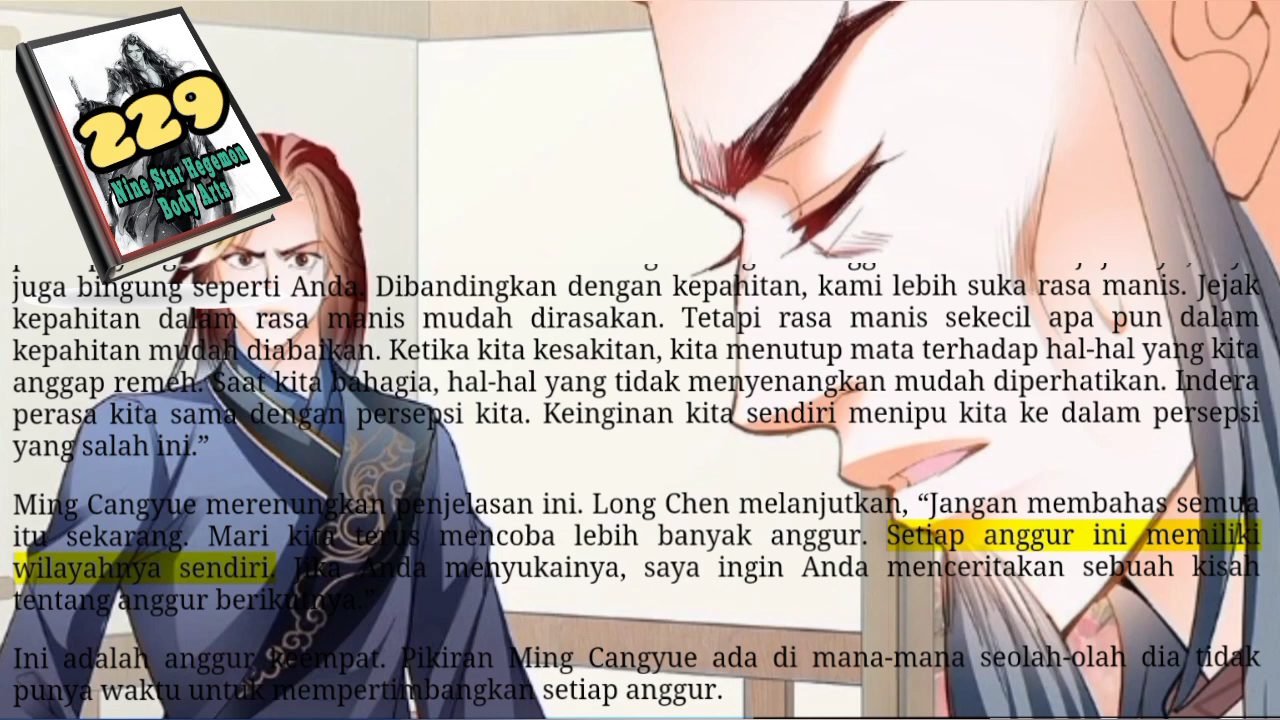 229
Nine Star Hegemon
Body Arts
juga bingung seperti Anda. Dibandingkan dengan kepahitan, kami lebih suka rasa manis. Jejak
kepahitan dalam rasa manis mudah dirasakan. Tetapi rasa manis sekecil apa pun dalam
kepahitan mudah diabaikan. Ketika kita kesakitan, kita menutup mata terhadap hal-hal yang kita
anggap remeh. Saat kita bahagia, hal-hal yang tidak menyenangkan mudah diperhatikan. Indera
perasa kita sama dengan persepsi kita. Keinginan kita sendiri menipu kita ke dalam persepsi
yang salah ini.”
Ming Cangyue merenungkan penjelasan ini. Long Chen melanjutkan, “Jangan membahas semua
itu sekarang. Mari kita terus mencoba lebih banyak anggur. Setiap anggur ini memiliki
wilayahnya sendiri. Jika Anda menyukainya, saya ingin Anda menceritakan sebuah kisah
tentang anggur berikutnya.”
Ini adalah anggur keempat. Pikiran Ming Cangyue ada di mana-mana seolah-olah dia tidak
punya waktu untuk mempertimbangkan setiap anggur.